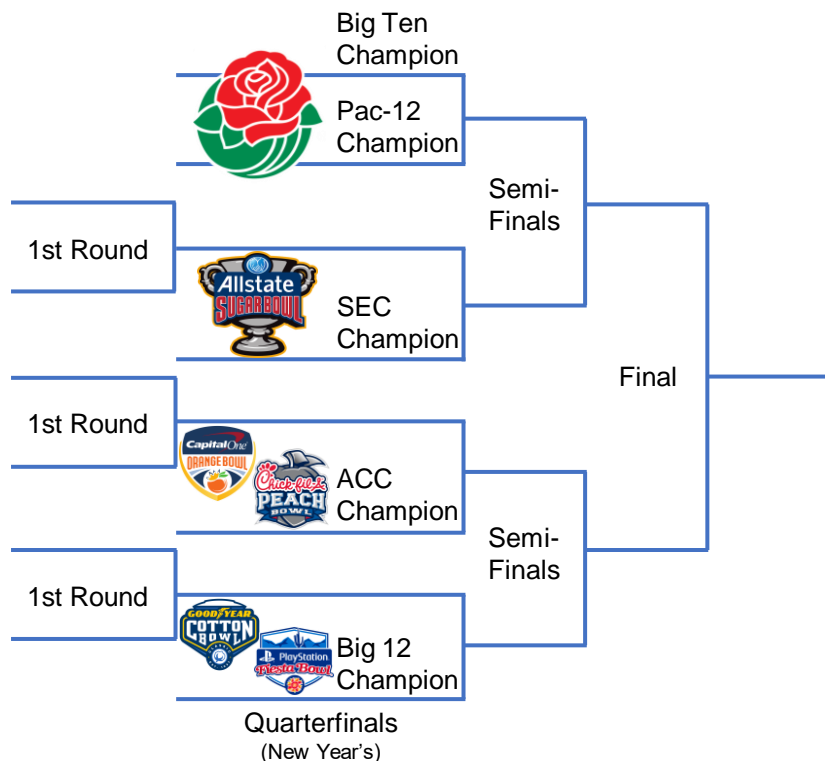 Big Ten
Champion
Pac-12
Champion
Semi-
Finals
1st Round
Allstate
SUGARBOWL
SEC
Champion
Final
1st Round
Capital One
ORANGE BOWL
Chick-fil-A
PEACH
BOWL
ACC
Champion
Semi-
Finals
1st Round
GOODYEAR
COTTON
BOWL
PlayStation
Fiesta Bowl
Big 12
Champion
Quarterfinals
(New Year's)